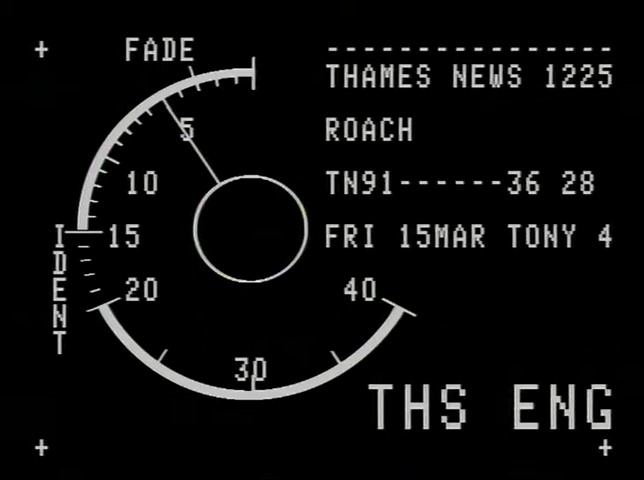 FADE
5
10
15
20
30
40
IDENT
------------------
THAMES NEWS 1225
ROACH
TN91------36 28
FRI 15MAR TONY 4
THS ENG